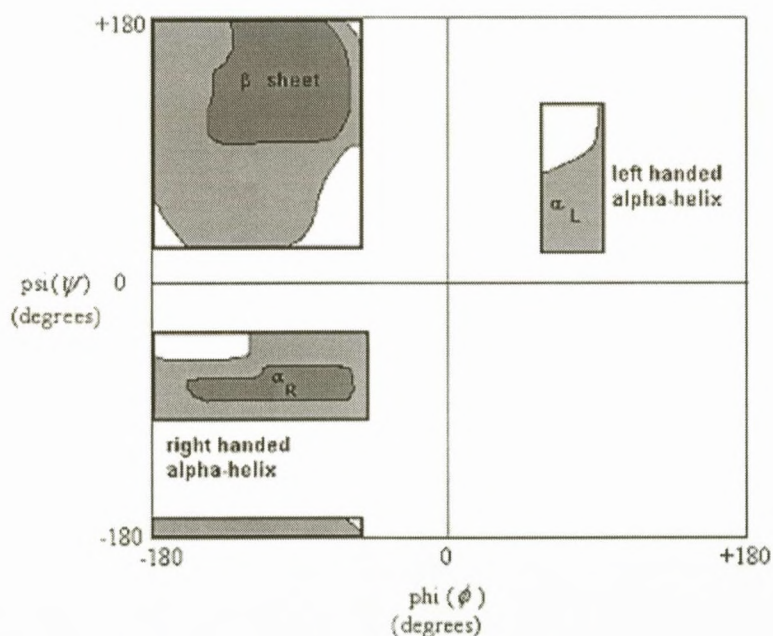 +180
β sheet
left handed
alpha-helix
α L
psi(ψ) 0
(degrees)
α R
right handed
alpha-helix
-180
-180 0 +180
phi (ϕ)
(degrees)